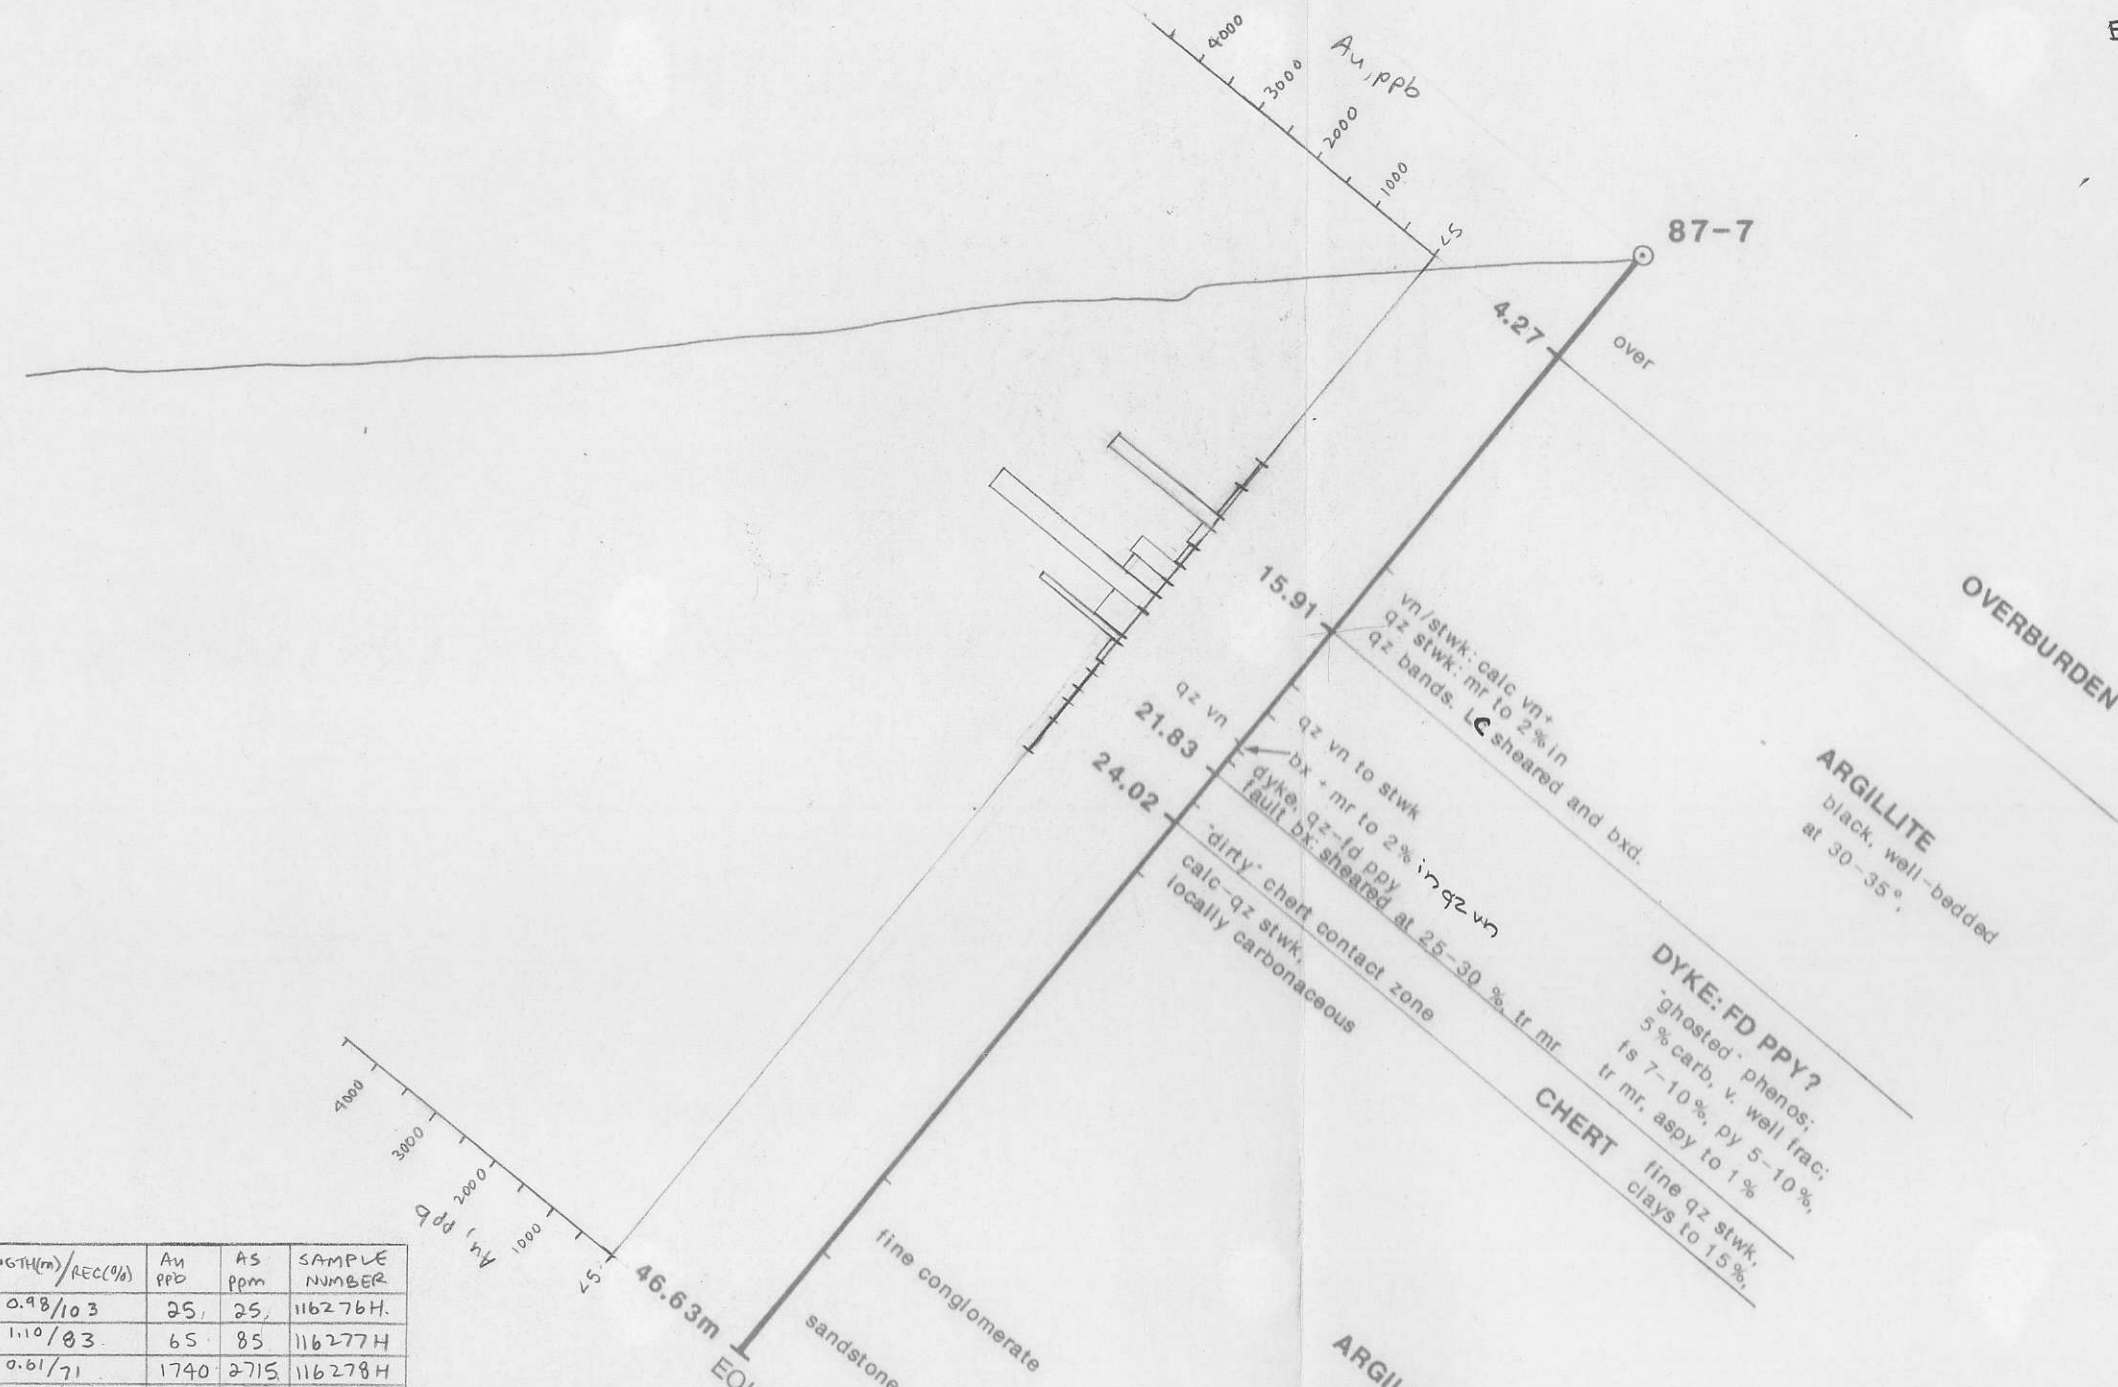 4000
3000
2000
1000
<5
Au, ppb
87-7
4.27
over
OVERBURDEN
15.91
vn/stwk: calc vn+
qz stwk: mr to 2% in
qz bands. LC sheared and bxd.
ARGILLITE
black, well-bedded
at 30-35°,
qz vn
21.83
24.02
qz vn to stwk
bx + mr to 2% in qz vn
dyke, qz-fd ppy
fault bx: sheared at 25-30 %, tr mr
"dirty" chert contact zone
calc-qz stwk,
locally carbonaceous
DYKE: FD PPY?
"ghosted" phenos;
5% carb, v. well frac;
fs 7-10%, py 5-10%,
tr mr, aspy to 1%
CHERT
fine qz stwk,
clays to 15%,
4000
3000
2000
1000
<5
Au, ppb
46.63m
fine conglomerate
sandstone
GTH(m)/REC(%) Au ppb As ppm SAMPLE NUMBER
0.98/103 25 25 116276H.
1.10/83 65 85 116277H
0.61/71 1740 2715 116278H